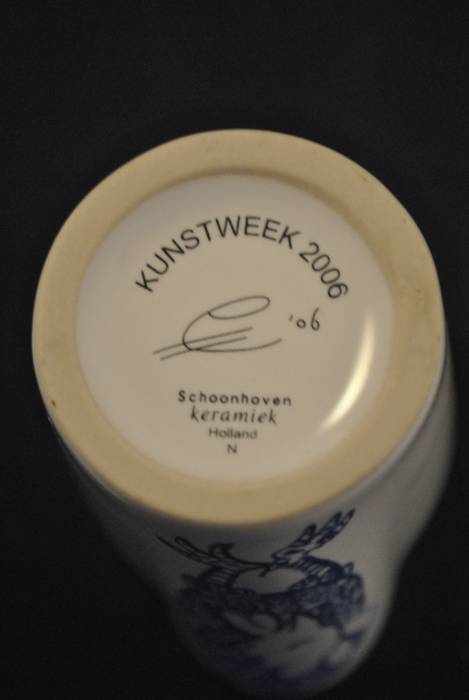 KUNSTWEEK 2006
'06
Schoonhoven
keramiek
Holland
N